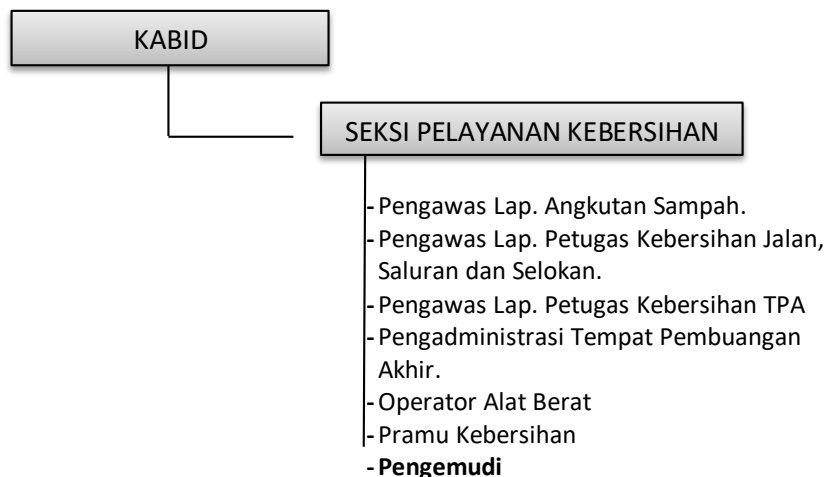 KABID
SEKSI PELAYANAN KEBERSIHAN
- Pengawas Lap. Angkutan Sampah.
- Pengawas Lap. Petugas Kebersihan Jalan,
Saluran dan Selokan.
- Pengawas Lap. Petugas Kebersihan TPA
- Pengadministrasi Tempat Pembuangan
Akhir.
- Operator Alat Berat
- Pramu Kebersihan
- Pengemudi